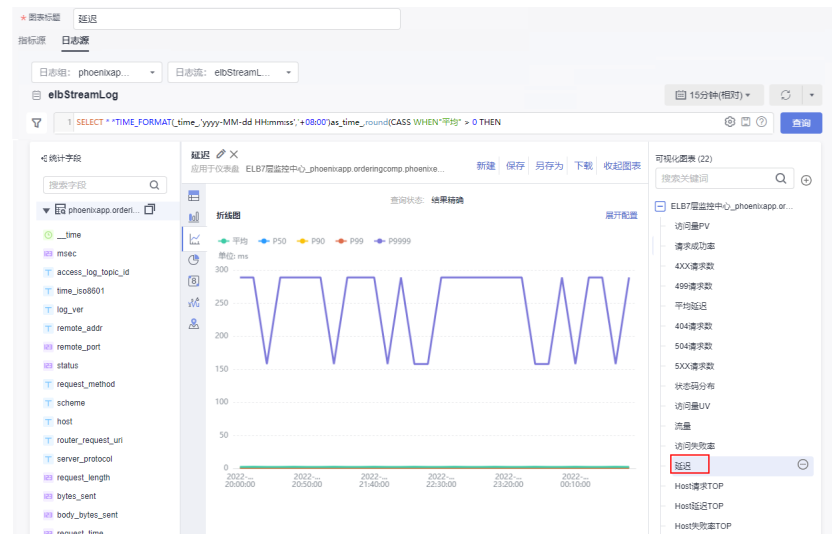 * 图表标题 延迟
指标源 日志源
日志组: phoenixap... 日志流: elbStreamL...
elbStreamLog 15分钟(相对)
1 SELECT * *TIME_FORMAT(_time_,'yyyy-MM-dd HH:mm:ss','+08:00')as_time_,round(CASS WHEN"平均" > 0 THEN 查询
统计字段
搜索字段
phoenixapp.orderi...
__time
msec
access_log_topic_id
time_iso8601
log_ver
remote_addr
remote_port
status
request_method
scheme
host
router_request_uri
server_protocol
request_length
bytes_sent
body_bytes_sent
request_time
延迟
应用于仪表盘 ELB7层监控中心_phoenixapp.orderingcomp.phoenixe...
新建 保存 另存为 下载 收起图表
查询状态: 结果精确
折线图 展开配置
平均 P50 P90 P99 P9999
单位: ms
300
250
200
150
100
50
0
2022-... 2022-... 2022-... 2022-... 2022-... 2022-...
20:00:00 20:50:00 21:40:00 22:30:00 23:20:00 00:10:00
可视化图表 (22)
搜索关键词
ELB7层监控中心_phoenixapp.or...
访问量PV
请求成功率
4XX请求数
499请求数
平均延迟
404请求数
504请求数
5XX请求数
状态码分布
访问量UV
流量
访问失败率
延迟
Host请求TOP
Host延迟TOP
Host失败率TOP